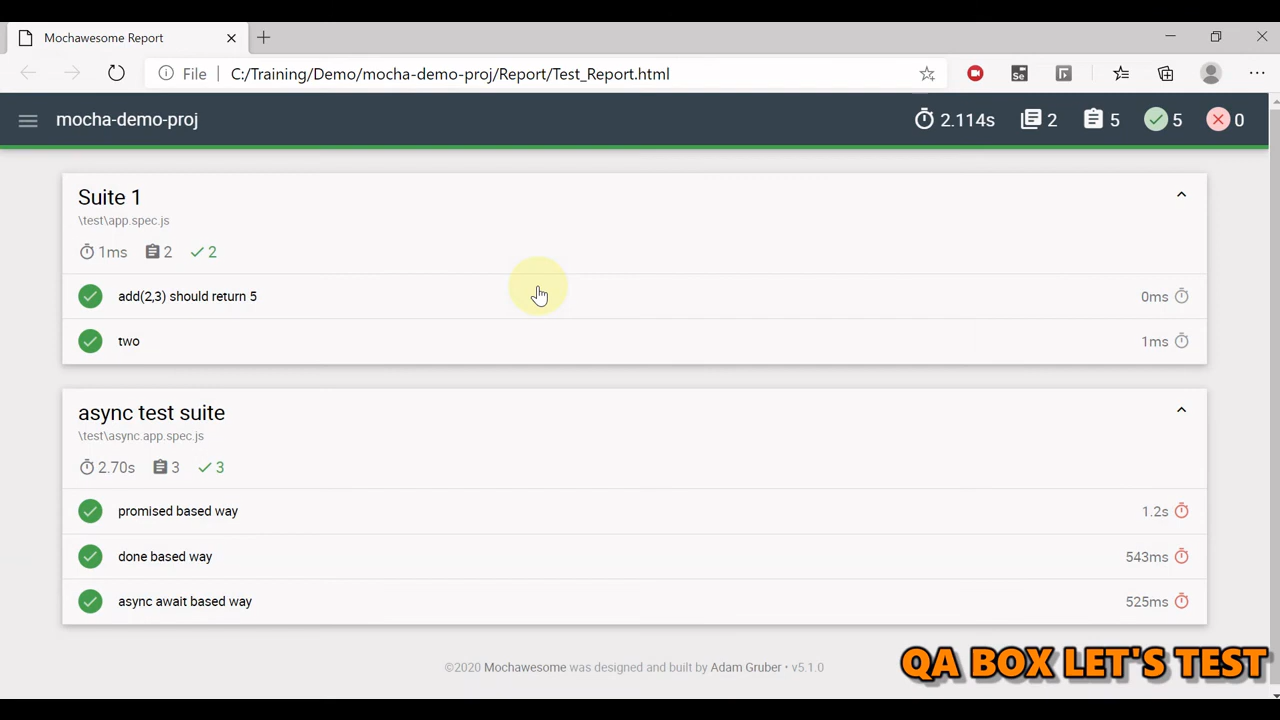 Mochawesome Report
File C:/Training/Demo/mocha-demo-proj/Report/Test_Report.html
Se
mocha-demo-proj 2.114s 2 5 5 0
Suite 1
\test\app.spec.js
1ms 2 2
add(2,3) should return 5 0ms
two 1ms
async test suite
\test\async.app.spec.js
2.70s 3 3
promised based way 1.2s
done based way 543ms
async await based way 525ms
©2020 Mochawesome was designed and built by Adam Gruber • v5.1.0
QA BOX LET'S TEST